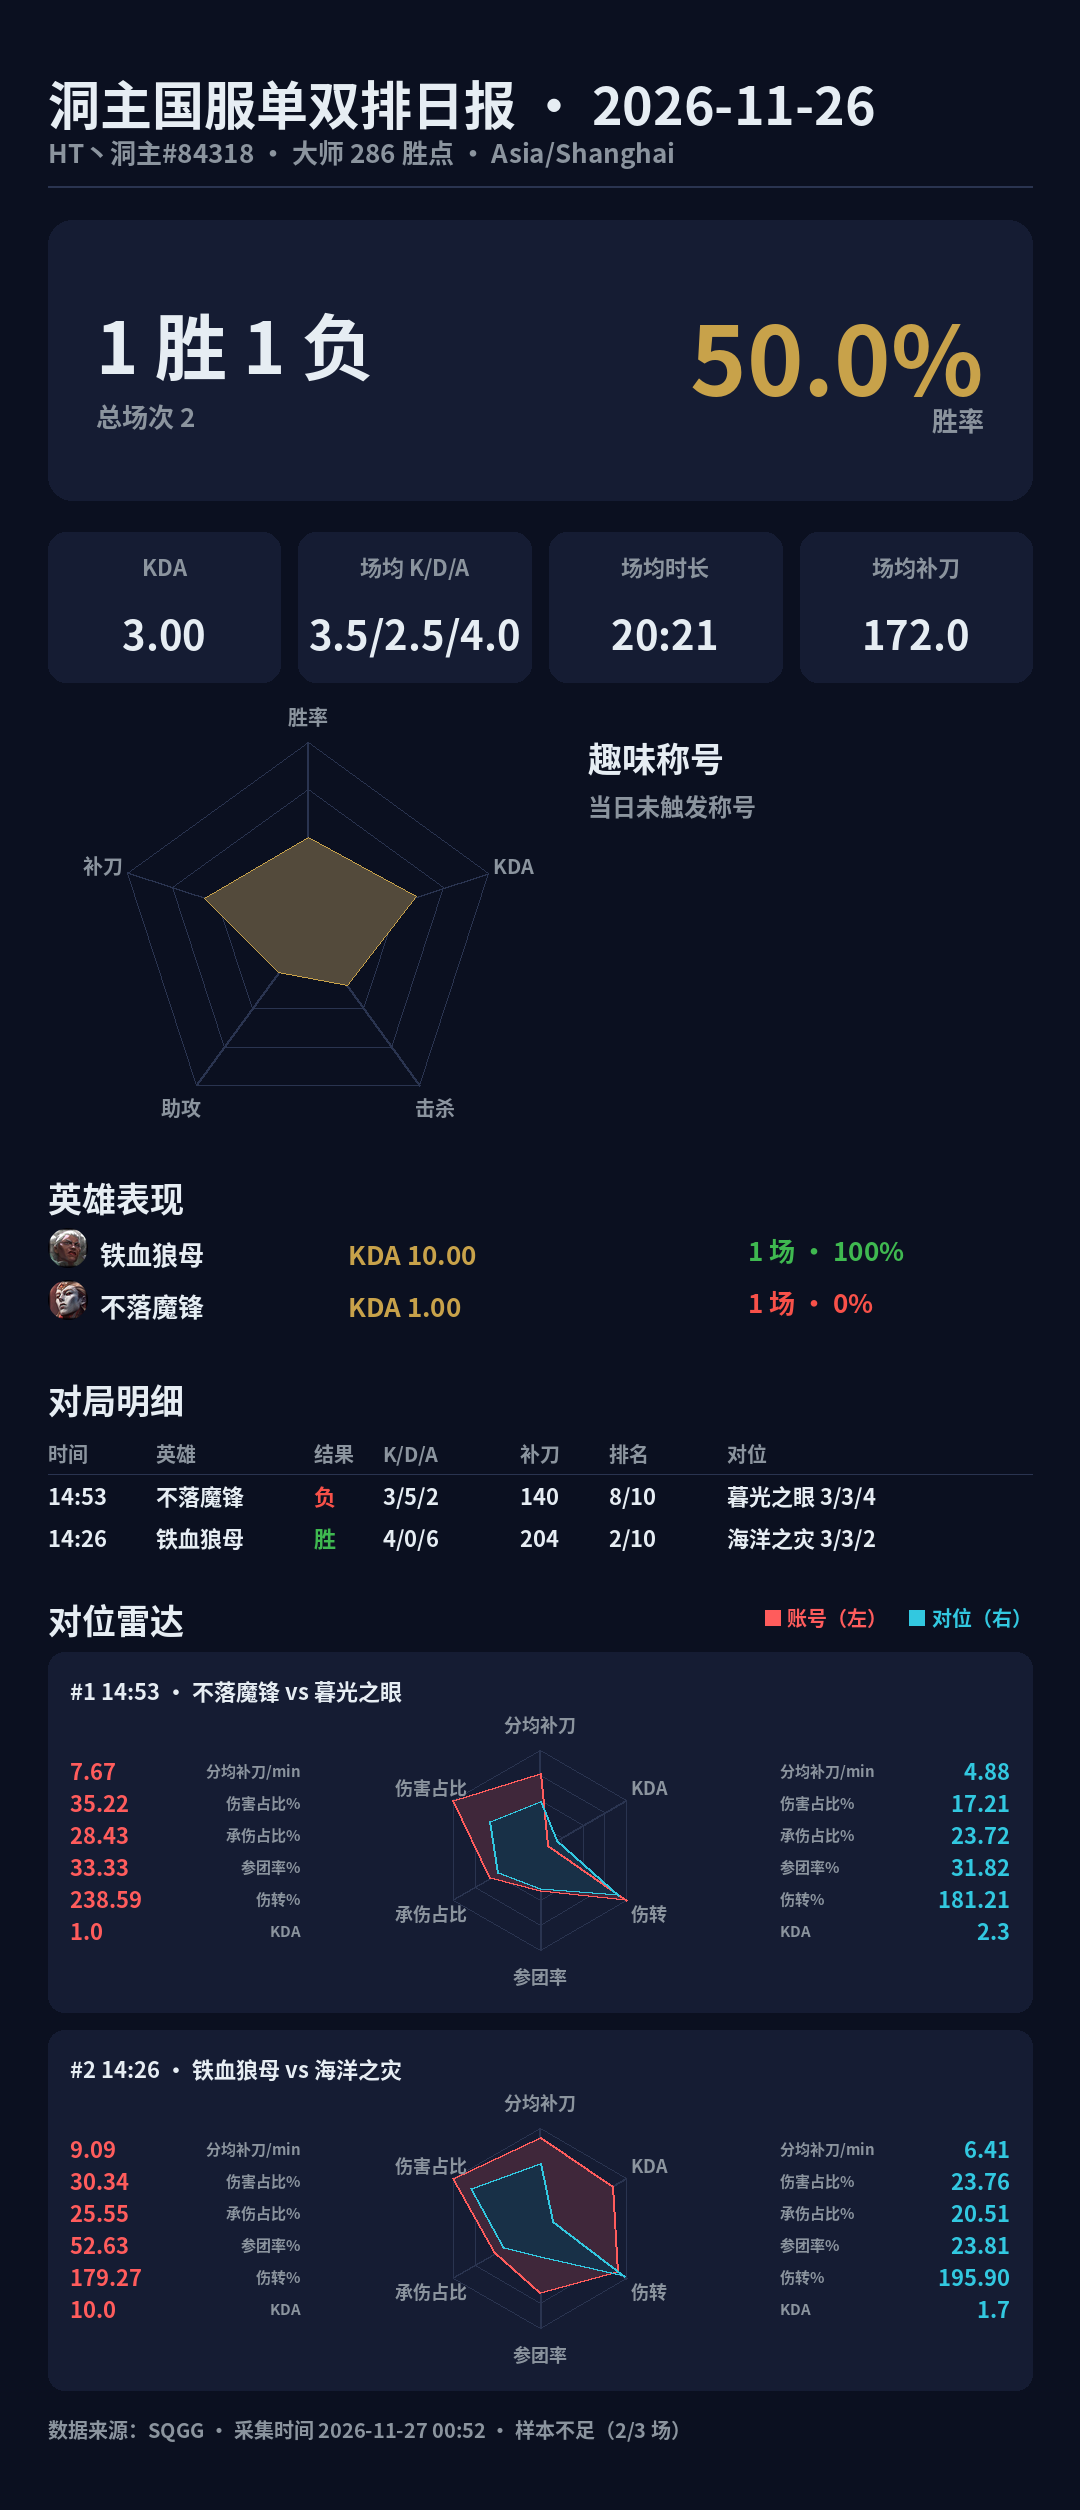 洞主国服单双排日报 · 2026-11-26
HT丶洞主#84318 · 大师 286 胜点 · Asia/Shanghai
1 胜 1 负
50.0%
总场次 2
胜率
KDA 场均 K/D/A 场均时长 场均补刀
3.00 3.5/2.5/4.0 20:21 172.0
胜率
补刀
KDA
助攻
击杀
趣味称号
当日未触发称号
英雄表现
铁血狼母 KDA 10.00 1 场 · 100%
不落魔锋 KDA 1.00 1 场 · 0%
对局明细
时间 英雄 结果 K/D/A 补刀 排名 对位
14:53 不落魔锋 负 3/5/2 140 8/10 暮光之眼 3/3/4
14:26 铁血狼母 胜 4/0/6 204 2/10 海洋之灾 3/3/2
对位雷达
账号（左） 对位（右）
#1 14:53 · 不落魔锋 vs 暮光之眼
7.67 分均补刀/min
35.22 伤害占比%
28.43 承伤占比%
33.33 参团率%
238.59 伤转%
1.0 KDA
分均补刀
伤害占比
KDA
承伤占比
伤转
参团率
分均补刀/min 4.88
伤害占比% 17.21
承伤占比% 23.72
参团率% 31.82
伤转% 181.21
KDA 2.3
#2 14:26 · 铁血狼母 vs 海洋之灾
9.09 分均补刀/min
30.34 伤害占比%
25.55 承伤占比%
52.63 参团率%
179.27 伤转%
10.0 KDA
分均补刀
伤害占比
KDA
承伤占比
伤转
参团率
分均补刀/min 6.41
伤害占比% 23.76
承伤占比% 20.51
参团率% 23.81
伤转% 195.90
KDA 1.7
数据来源：SQGG · 采集时间 2026-11-27 00:52 · 样本不足（2/3 场）